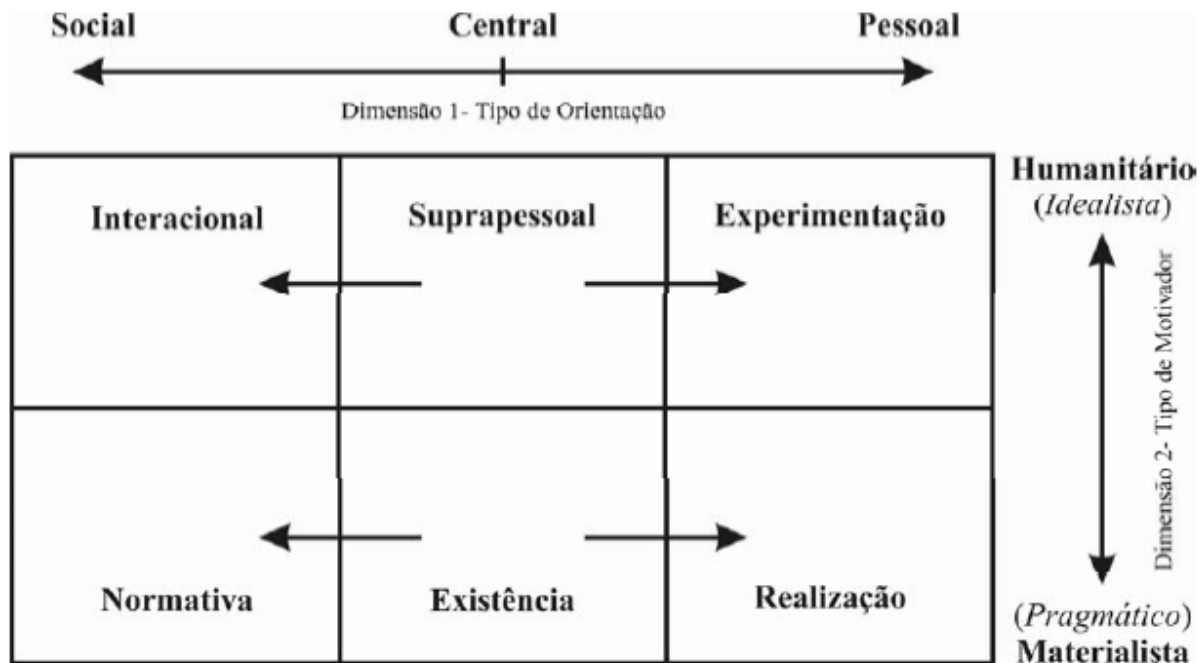 Social Central Pessoal
Dimensão 1- Tipo de Orientação
Interacional Suprapessoal Experimentação
Normativa Existência Realização
Humanitário
(Idealista)
Dimensão 2- Tipo de Motivador
(Pragmático)
Materialista